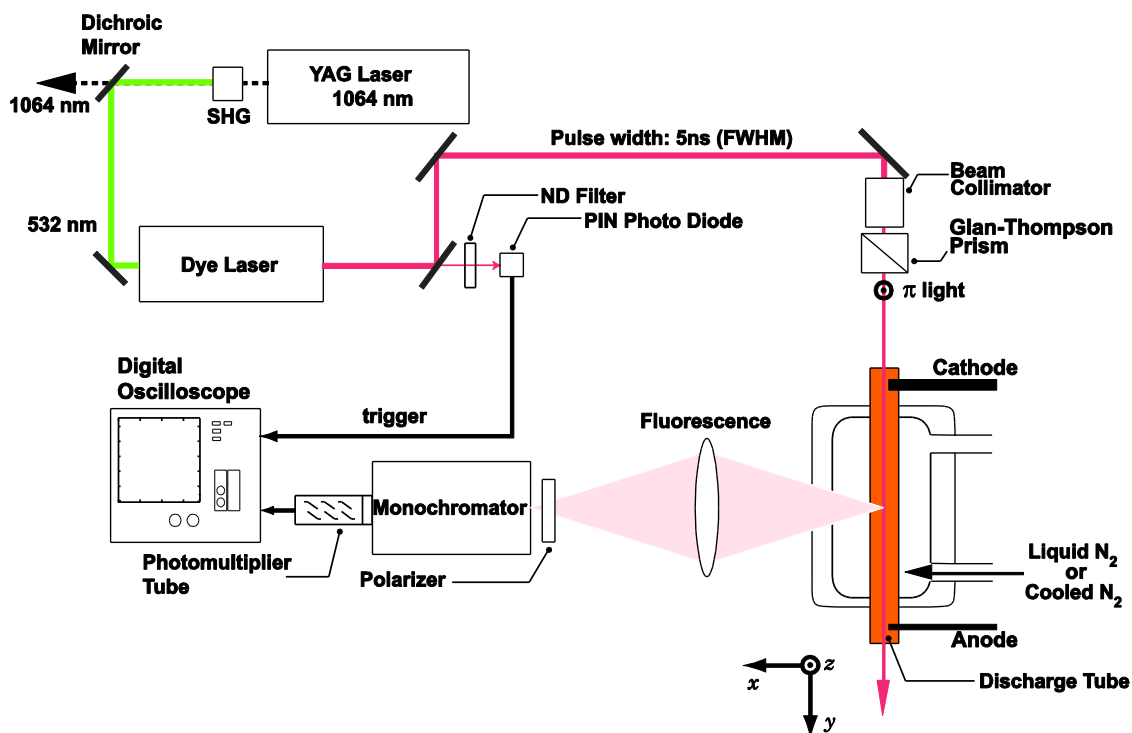 Dichroic
Mirror
YAG Laser
1064 nm
1064 nm
SHG
Pulse width: 5ns (FWHM)
Beam
Collimator
ND Filter
PIN Photo Diode
532 nm
Glan-Thompson
Prism
Dye Laser
π light
Digital
Oscilloscope
Cathode
trigger
Fluorescence
Monochromator
Photomultiplier
Tube
Polarizer
Liquid N₂
or
Cooled N₂
Anode
z
x
Discharge Tube
y